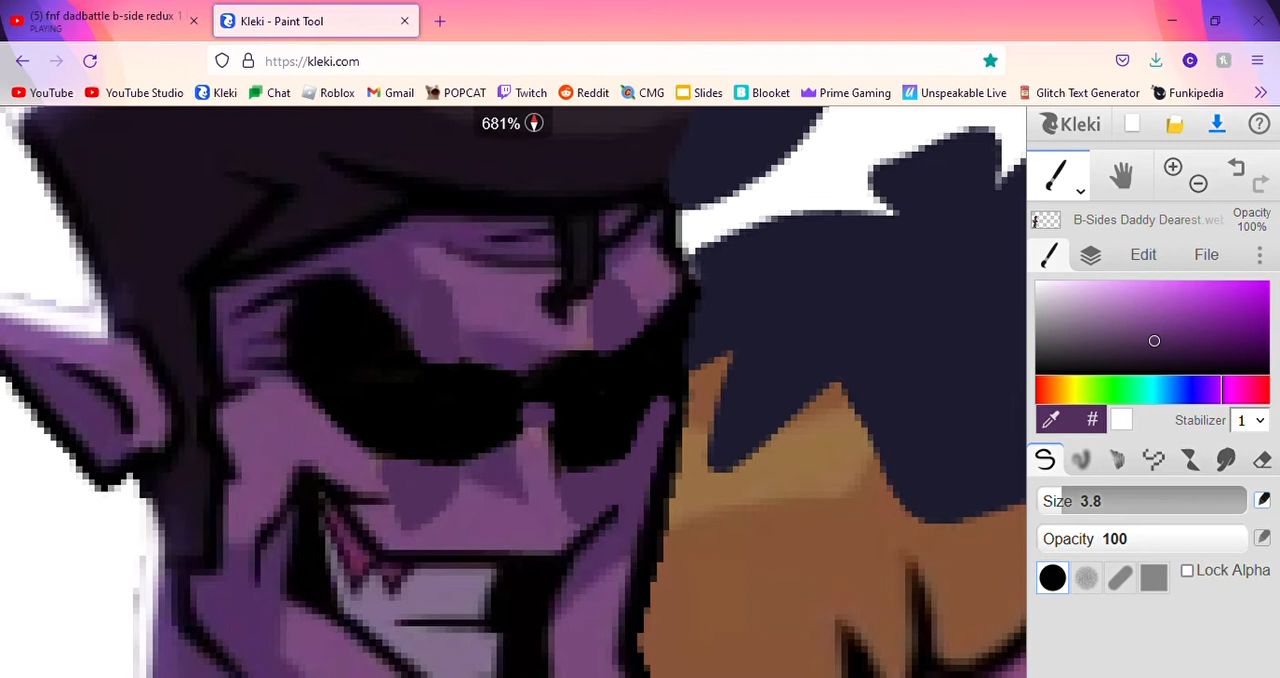 (5) fnf dadbattle b-side redux 1
PLAYING
Kleki - Paint Tool
https://kleki.com
YouTube YouTube Studio Kleki Chat Roblox Gmail POPCAT Twitch Reddit CMG Slides Blooket Prime Gaming Unspeakable Live Glitch Text Generator Funkipedia
681%
Kleki
B-Sides Daddy Dearest.we
Opacity
100%
Edit File
# Stabilizer 1
Size 3.8
Opacity 100
Lock Alpha